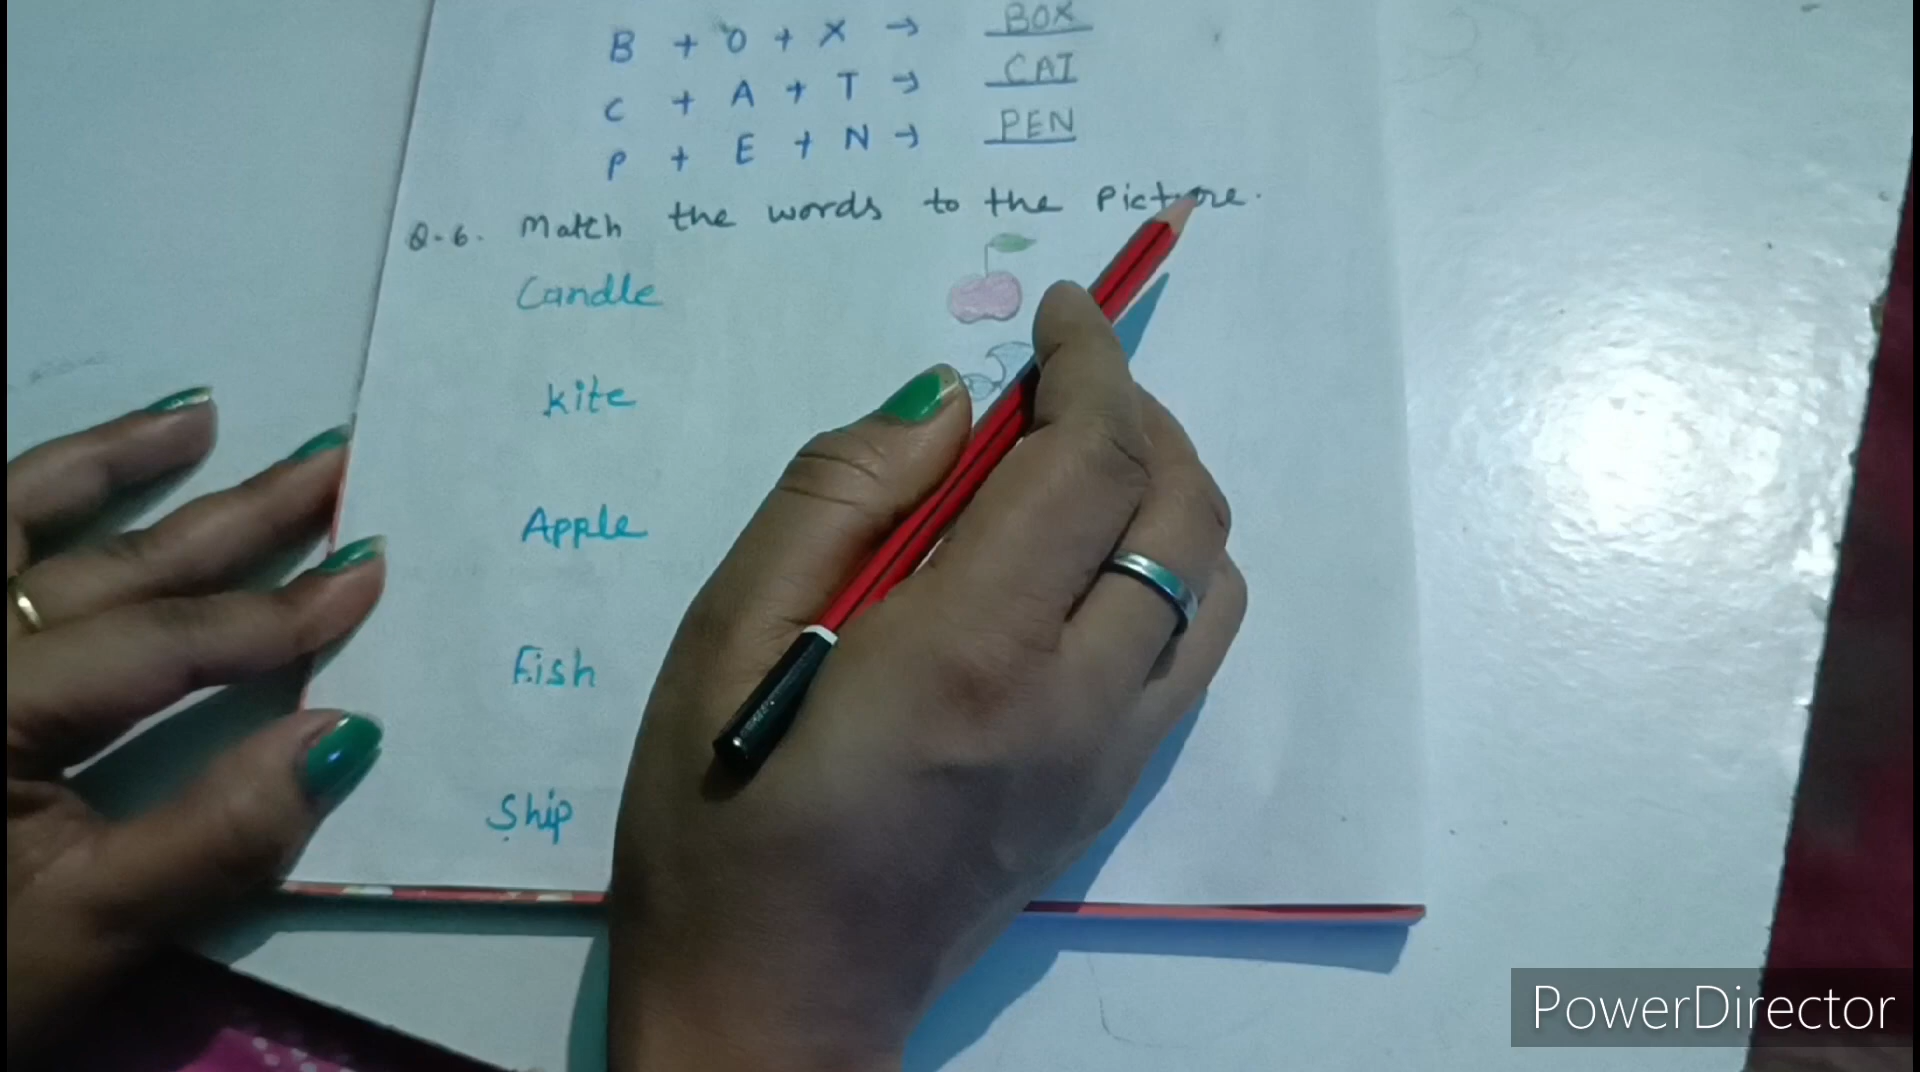 B + O + X → BOX
C + A + T → CAT
P + E + N → PEN
Q-6. Match the words to the Picture.
Candle
Kite
Apple
Fish
Ship
PowerDirector